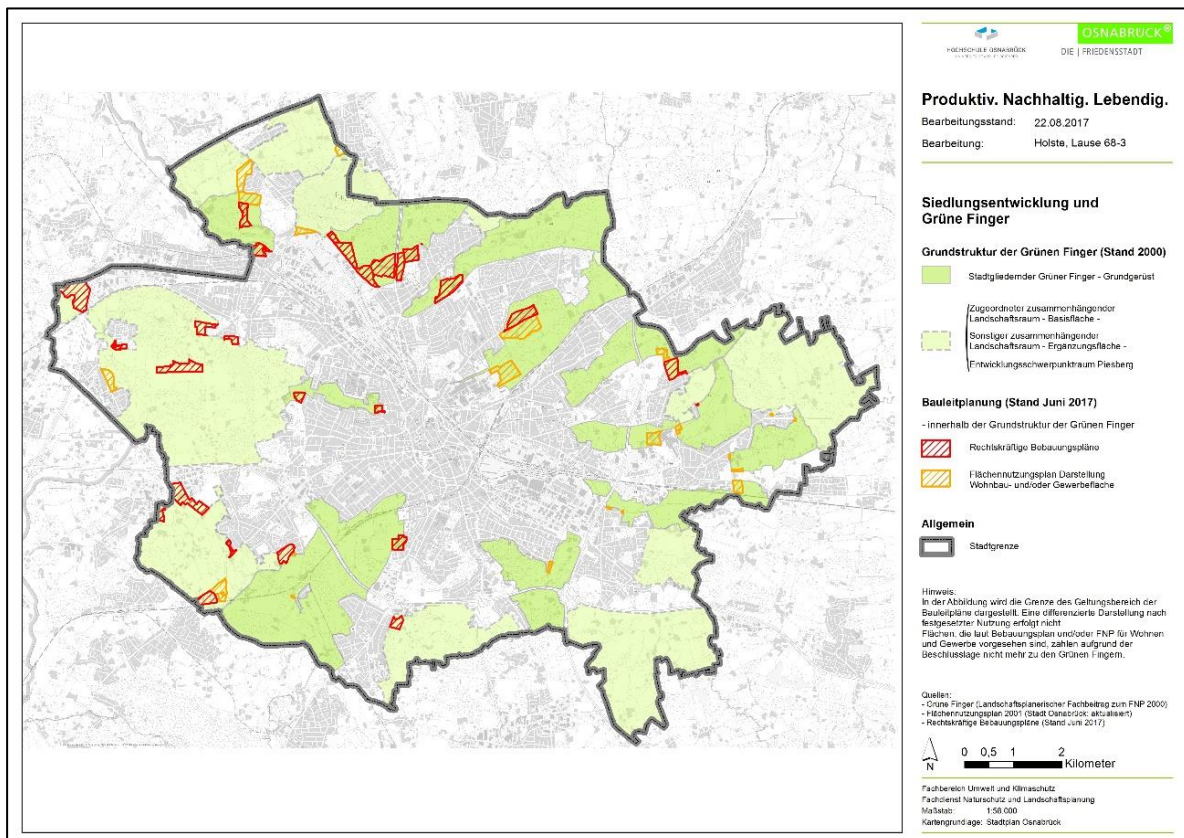 HOCHSCHULE OSNABRÜCK
OSNABRÜCK®
DIE | FRIEDENSSTADT
Produktiv. Nachhaltig. Lebendig.
Bearbeitungsstand: 22.08.2017
Bearbeitung: Holste, Lause 68-3
Siedlungsentwicklung und
Grüne Finger
Grundstruktur der Grünen Finger (Stand 2000)
Stadtgliedernder Grüner Finger - Grundgerüst
Zugeordneter zusammenhängender
Landschaftsraum - Basisfläche -
Sonstiger zusammenhängender
Landschaftsraum - Ergänzungsfläche -
Entwicklungsschwerpunktraum Piesberg
Bauleitplanung (Stand Juni 2017)
- innerhalb der Grundstruktur der Grünen Finger
Rechtskräftige Bebauungspläne
Flächennutzungsplan Darstellung
Wohnbau- und/oder Gewerbefläche
Allgemein
Stadtgrenze
Hinweis:
In der Abbildung wird die Grenze des Geltungsbereich der
Bauleitpläne dargestellt. Eine differenzierte Darstellung nach
festgesetzter Nutzung erfolgt nicht
Flächen, die laut Bebauungsplan und/oder FNP für Wohnen
und Gewerbe vorgesehen sind, zählen aufgrund der
Beschlusslage nicht mehr zu den Grünen Fingern.
Quellen:
- Grüne Finger (Landschaftsplanerischer Fachbeitrag zum FNP 2000)
- Flächennutzungsplan 2001 (Stadt Osnabrück: aktualisiert)
- Rechtskräftige Bebauungspläne (Stand Juni 2017)
N
0 0,5 1 2
Kilometer
Fachbereich Umwelt und Klimaschutz
Fachdienst Naturschutz und Landschaftsplanung
Maßstab: 1:58.000
Kartengrundlage: Stadtplan Osnabrück